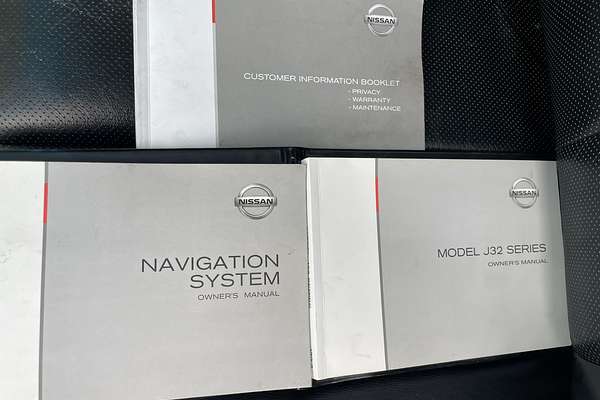 NISSAN
CUSTOMER INFORMATION BOOKLET
- PRIVACY
- WARRANTY
- MAINTENANCE
NISSAN
NAVIGATION
SYSTEM
OWNER'S MANUAL
NISSAN
MODEL J32 SERIES
OWNER'S MANUAL